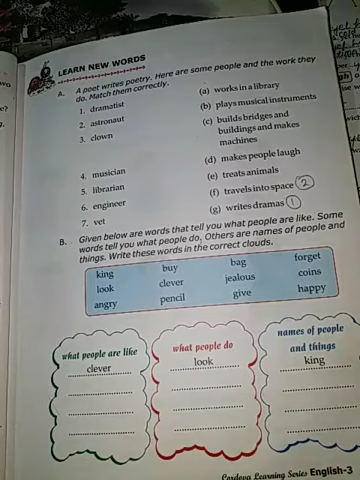 LEARN NEW WORDS
A. A poet writes poetry. Here are some people and the work they
do. Match them correctly.
1. dramatist
2. astronaut
3. clown
4. musician
5. librarian
6. engineer
7. vet
(a) works in a library
(b) plays musical instruments
(c) builds bridges and
buildings and makes
machines
(d) makes people laugh
(e) treats animals
(f) travels into space 2
(g) writes dramas 1
B. Given below are words that tell you what people are like. Some
words tell you what people do. Others are names of people and
things. Write these words in the correct clouds.
king buy bag forget
look clever jealous coins
angry pencil give happy
what people are like
clever
what people do
look
names of people
and things
king
Cordova Learning Series English-3